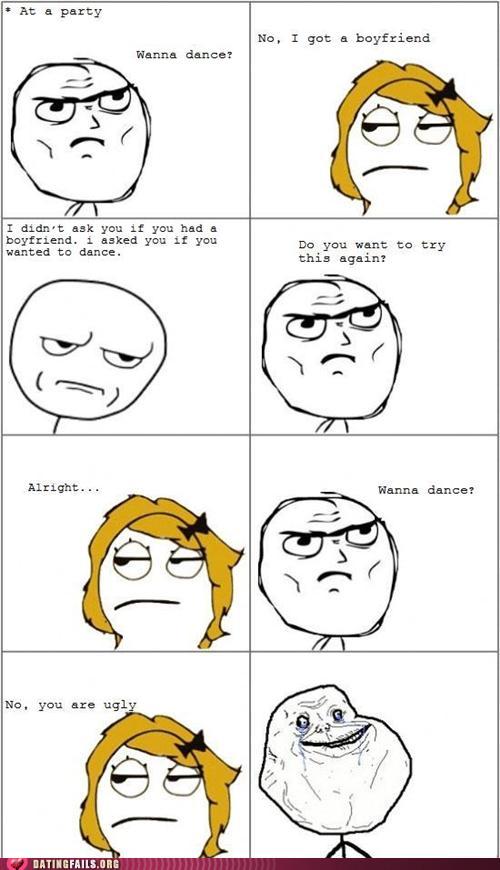 * At a party
Wanna dance?
No, I got a boyfriend
I didn't ask you if you had a
boyfriend. i asked you if you
wanted to dance.
Do you want to try
this again?
Alright...
Wanna dance?
No, you are ugly
DATINGFAILS.ORG